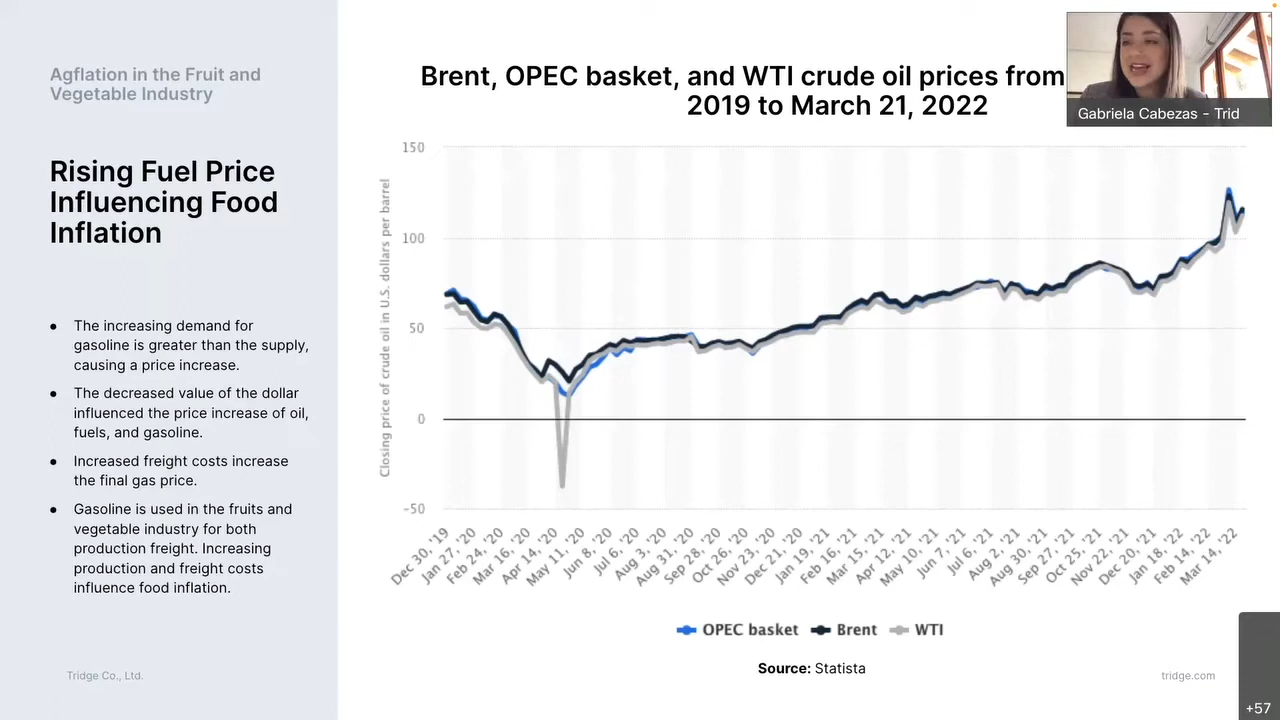 Agflation in the Fruit and
Vegetable Industry
Rising Fuel Price
Influencing Food
Inflation
● The increasing demand for
gasoline is greater than the supply,
causing a price increase.
● The decreased value of the dollar
influenced the price increase of oil,
fuels, and gasoline.
● Increased freight costs increase
the final gas price.
● Gasoline is used in the fruits and
vegetable industry for both
production freight. Increasing
production and freight costs
influence food inflation.
Tridge Co., Ltd.
Brent, OPEC basket, and WTI crude oil prices from
2019 to March 21, 2022
Gabriela Cabezas - Trid
Closing price of crude oil in U.S. dollars per barrel
150
100
50
0
-50
Dec 30, '19
Jan 27, '20
Feb 24, '20
Mar 16, '20
Apr 14, '20
May 11, '20
Jun 8, '20
Jul 6, '20
Aug 3, '20
Aug 31, '20
Sep 28, '20
Oct 26, '20
Nov 23, '20
Dec 21, '20
Jan 19, '21
Feb 16, '21
Mar 15, '21
Apr 12, '21
May 10, '21
Jun 7, '21
Jul 6, '21
Aug 2, '21
Aug 30, '21
Sep 27, '21
Oct 25, '21
Nov 22, '21
Dec 20, '21
Jan 18, '22
Feb 14, '22
Mar 14, '22
OPEC basket Brent WTI
Source: Statista
tridge.com
+57